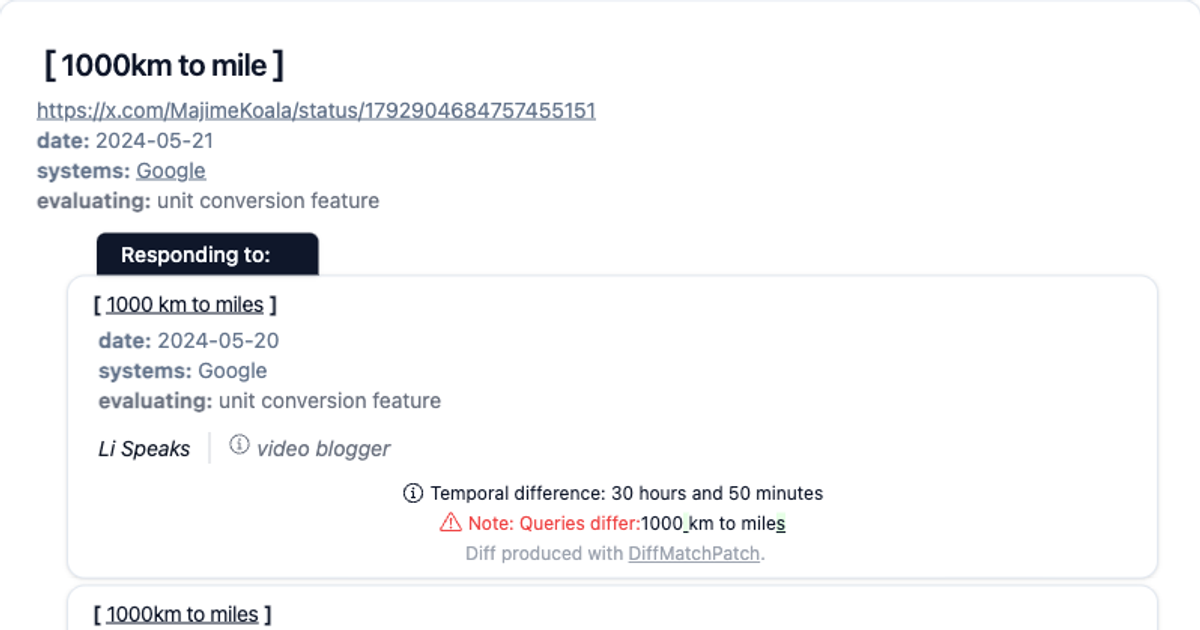 [ 1000km to mile ]
https://x.com/MajimeKoala/status/1792904684757455151
date: 2024-05-21
systems: Google
evaluating: unit conversion feature
Responding to:
[ 1000 km to miles ]
date: 2024-05-20
systems: Google
evaluating: unit conversion feature
Li Speaks | video blogger
Temporal difference: 30 hours and 50 minutes
Note: Queries differ:1000 km to miles
Diff produced with DiffMatchPatch.
[ 1000km to miles ]